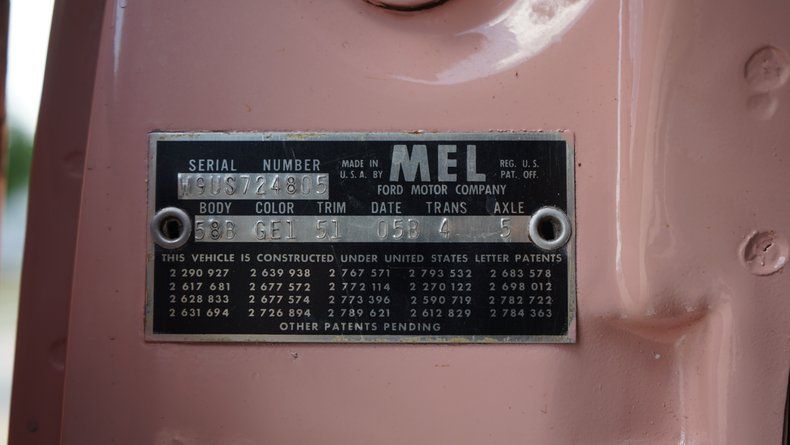 SERIAL NUMBER MADE IN U.S.A. BY MEL REG. U.S. PAT. OFF.
W9US724805 FORD MOTOR COMPANY
BODY COLOR TRIM DATE TRANS AXLE
58B GE1 51 05B 4 5
THIS VEHICLE IS CONSTRUCTED UNDER UNITED STATES LETTER PATENTS
2 290 927 2 639 938 2 767 571 2 793 532 2 683 578
2 617 681 2 677 572 2 772 114 2 270 122 2 698 012
2 628 833 2 677 574 2 773 396 2 590 719 2 782 722
2 631 694 2 726 894 2 789 621 2 612 829 2 784 363
OTHER PATENTS PENDING